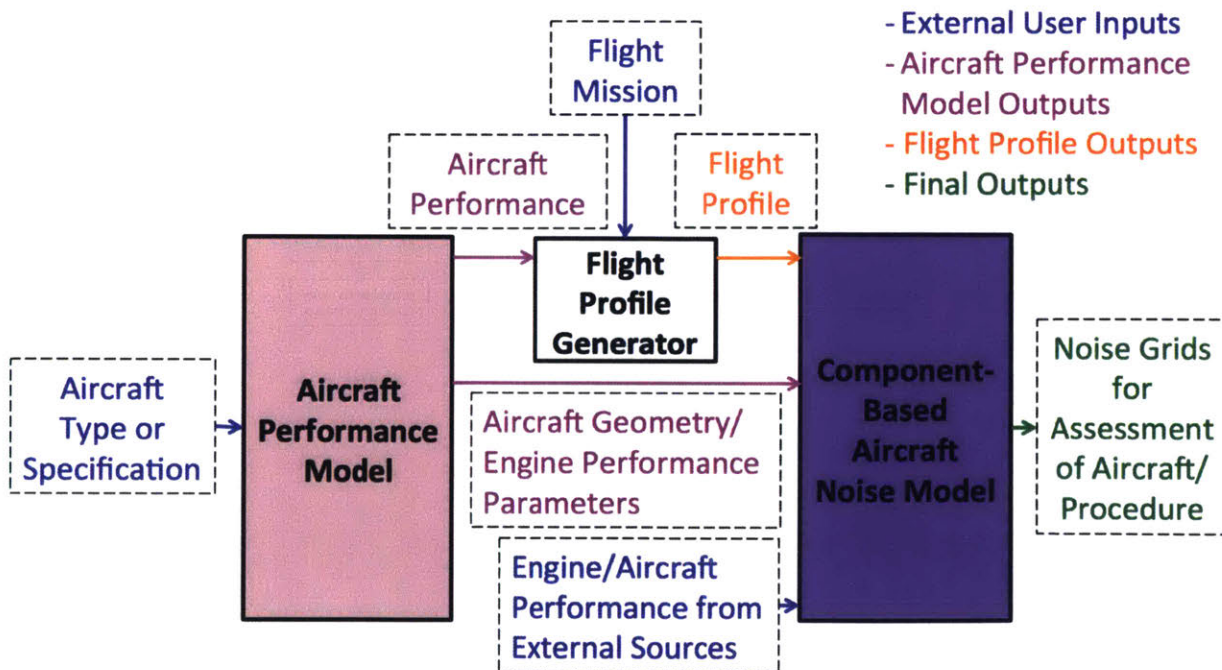 Flight
Mission
- External User Inputs
- Aircraft Performance
Model Outputs
- Flight Profile Outputs
- Final Outputs
Aircraft
Performance
Flight
Profile
Flight
Profile
Generator
Aircraft
Type or
Specification
Aircraft
Performance
Model
Aircraft Geometry/
Engine Performance
Parameters
Component-
Based
Aircraft
Noise Model
Noise Grids
for
Assessment
of Aircraft/
Procedure
Engine/Aircraft
Performance from
External Sources